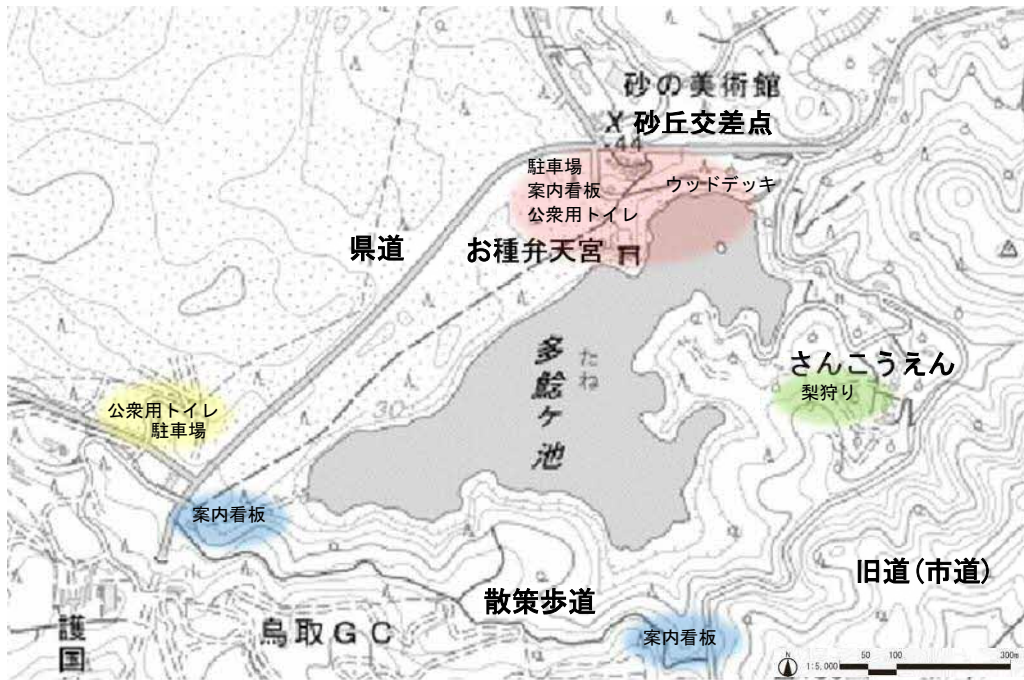 砂の美術館
砂丘交差点
.44
駐車場
案内看板
公衆用トイレ
ウッドデッキ
県道
お種弁天宮
多鯰ヶ池
たね
さんこうえん
梨狩り
公衆用トイレ
駐車場
30
案内看板
旧道(市道)
散策歩道
案内看板
護国
鳥取GC
N
1:5,000
50
100
300m